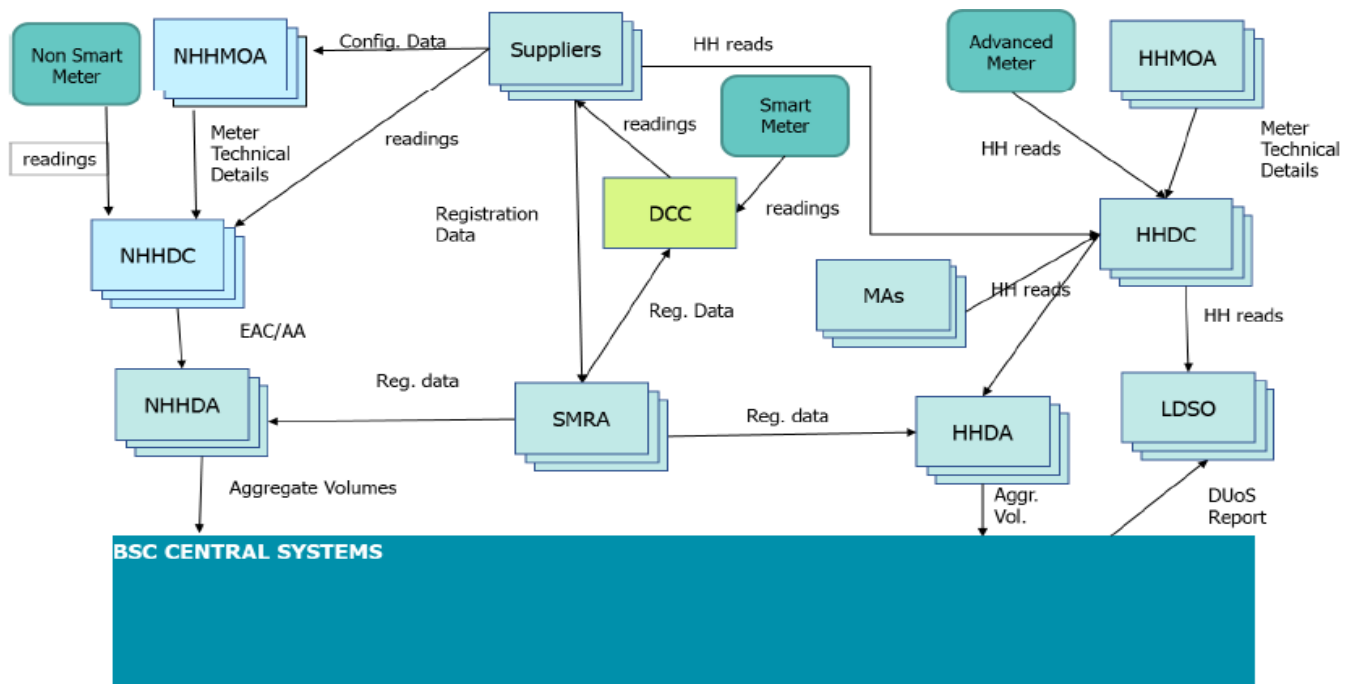 Non Smart
Meter
NHHMOA
Config. Data
Suppliers
HH reads
Advanced
Meter
HHMOA
Smart
Meter
readings
Meter
Technical
Details
readings
readings
HH reads
Meter
Technical
Details
DCC
readings
Registration
Data
NHHDC
HHDC
MAs
HH reads
Reg. Data
EAC/AA
HH reads
NHHDA
Reg. data
SMRA
Reg. data
HHDA
LDSO
Aggregate Volumes
Aggr.
Vol.
DUoS
Report
BSC CENTRAL SYSTEMS